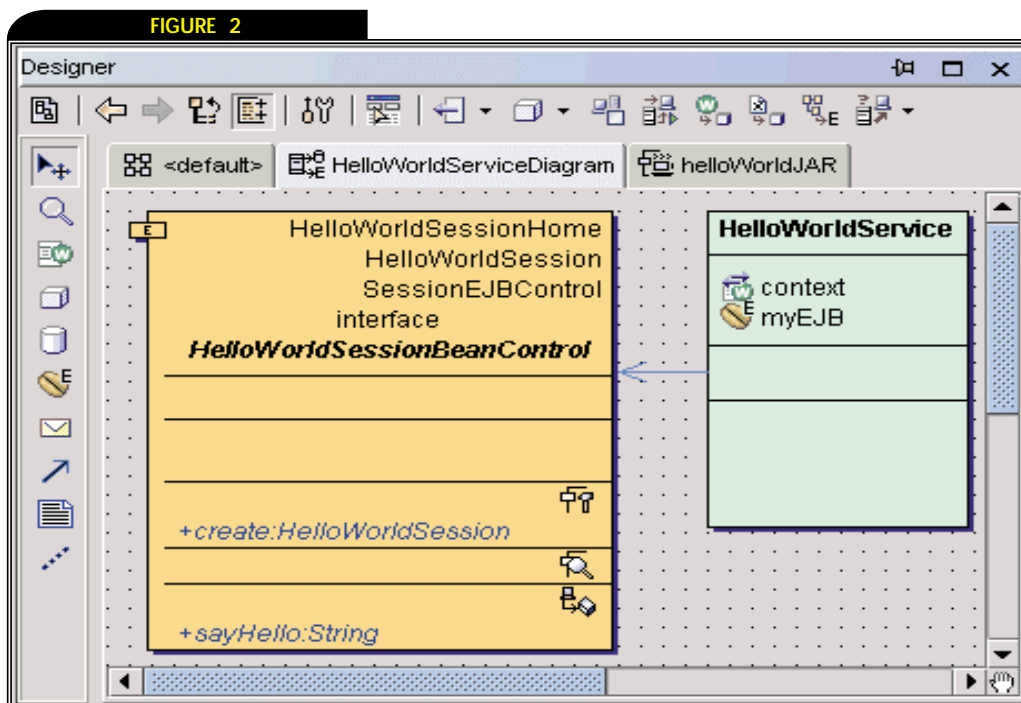 FIGURE 2
Designer
<default>
HelloWorldServiceDiagram
helloWorldJAR
HelloWorldSessionHome
HelloWorldSession
SessionEJBControl
interface
HelloWorldSessionBeanControl
+create:HelloWorldSession
+sayHello:String
HelloWorldService
context
myEJB